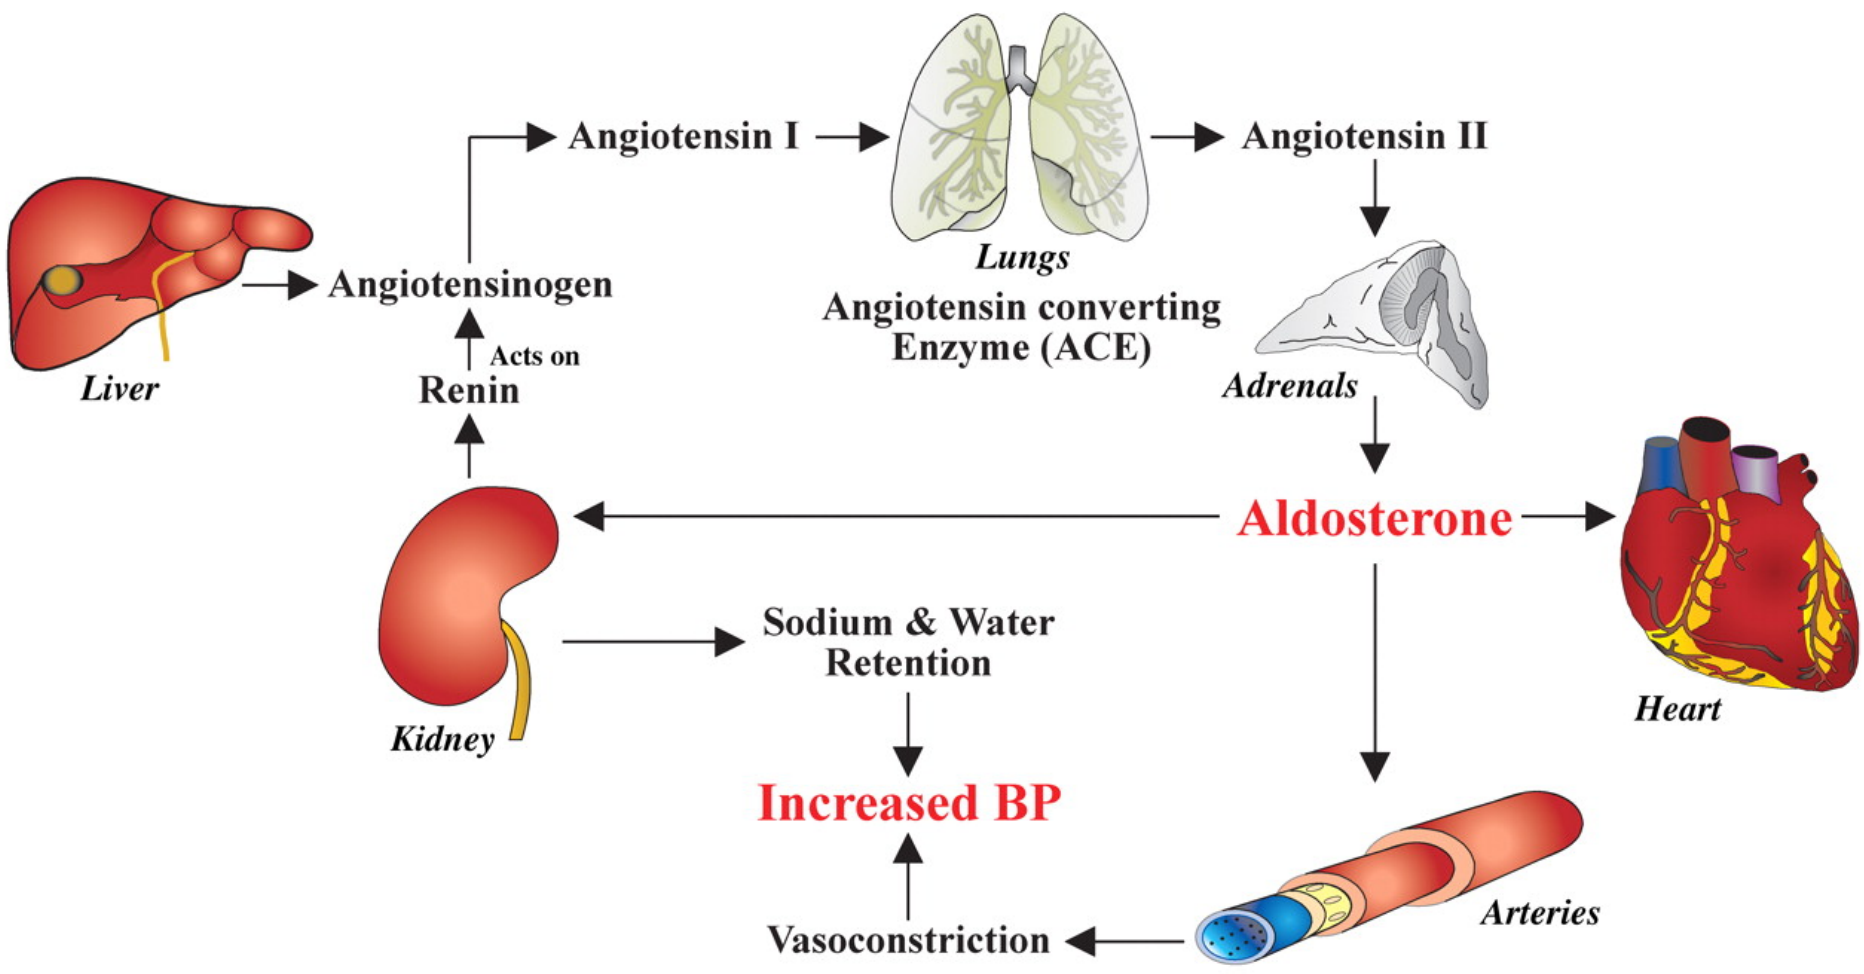 Angiotensin I
Angiotensin II
Lungs
Angiotensin converting
Enzyme (ACE)
Angiotensinogen
Acts on
Renin
Liver
Adrenals
Aldosterone
Sodium & Water
Retention
Kidney
Heart
Increased BP
Arteries
Vasoconstriction